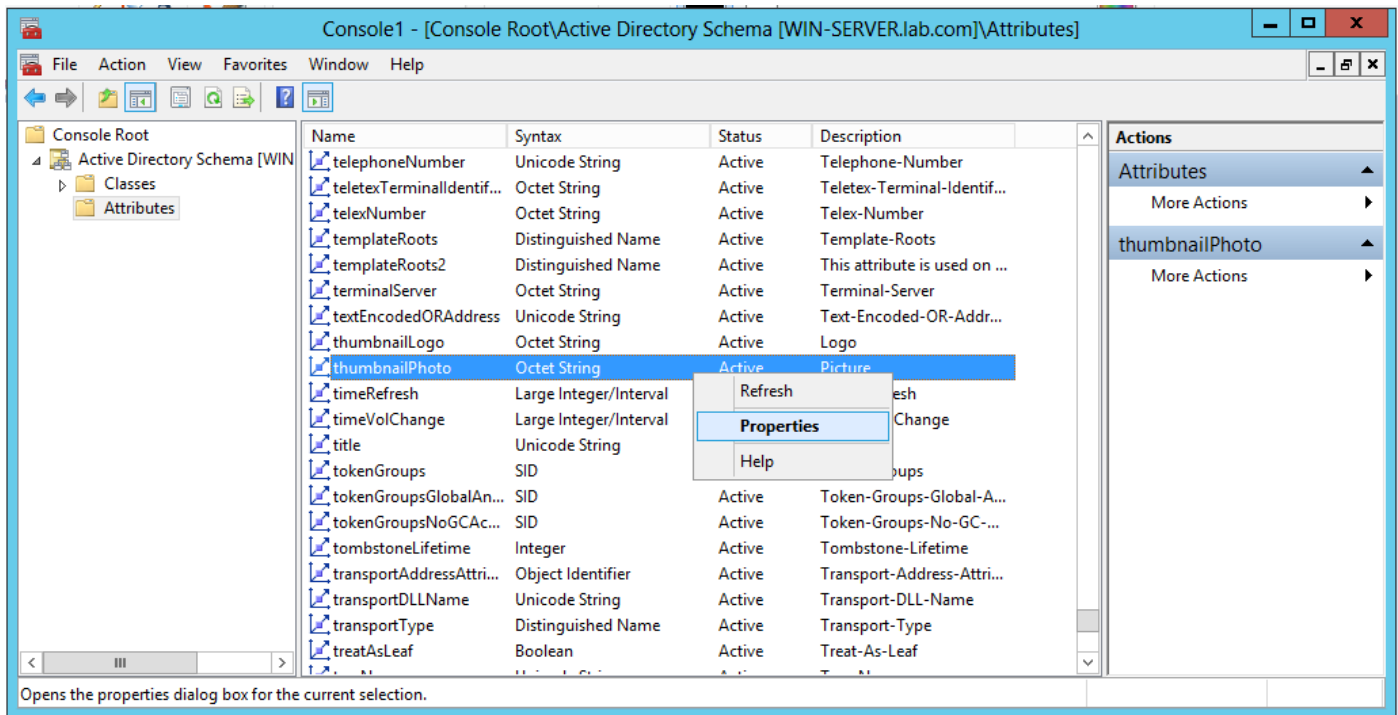 Console1 - [Console Root\Active Directory Schema [WIN-SERVER.lab.com]\Attributes]
File Action View Favorites Window Help
Console Root
Active Directory Schema [WIN
Classes
Attributes
Name Syntax Status Description
telephoneNumber Unicode String Active Telephone-Number
teletexTerminalIdentif... Octet String Active Teletex-Terminal-Identif...
telexNumber Octet String Active Telex-Number
templateRoots Distinguished Name Active Template-Roots
templateRoots2 Distinguished Name Active This attribute is used on ...
terminalServer Octet String Active Terminal-Server
textEncodedORAddress Unicode String Active Text-Encoded-OR-Addr...
thumbnailLogo Octet String Active Logo
thumbnailPhoto Octet String Active Picture
timeRefresh Large Integer/Interval esh
timeVolChange Large Integer/Interval Change
title Unicode String
tokenGroups SID oups
tokenGroupsGlobalAn... SID Active Token-Groups-Global-A...
tokenGroupsNoGCAc... SID Active Token-Groups-No-GC-...
tombstoneLifetime Integer Active Tombstone-Lifetime
transportAddressAttri... Object Identifier Active Transport-Address-Attri...
transportDLLName Unicode String Active Transport-DLL-Name
transportType Distinguished Name Active Transport-Type
treatAsLeaf Boolean Active Treat-As-Leaf
Refresh
Properties
Help
Actions
Attributes
More Actions
thumbnailPhoto
More Actions
Opens the properties dialog box for the current selection.